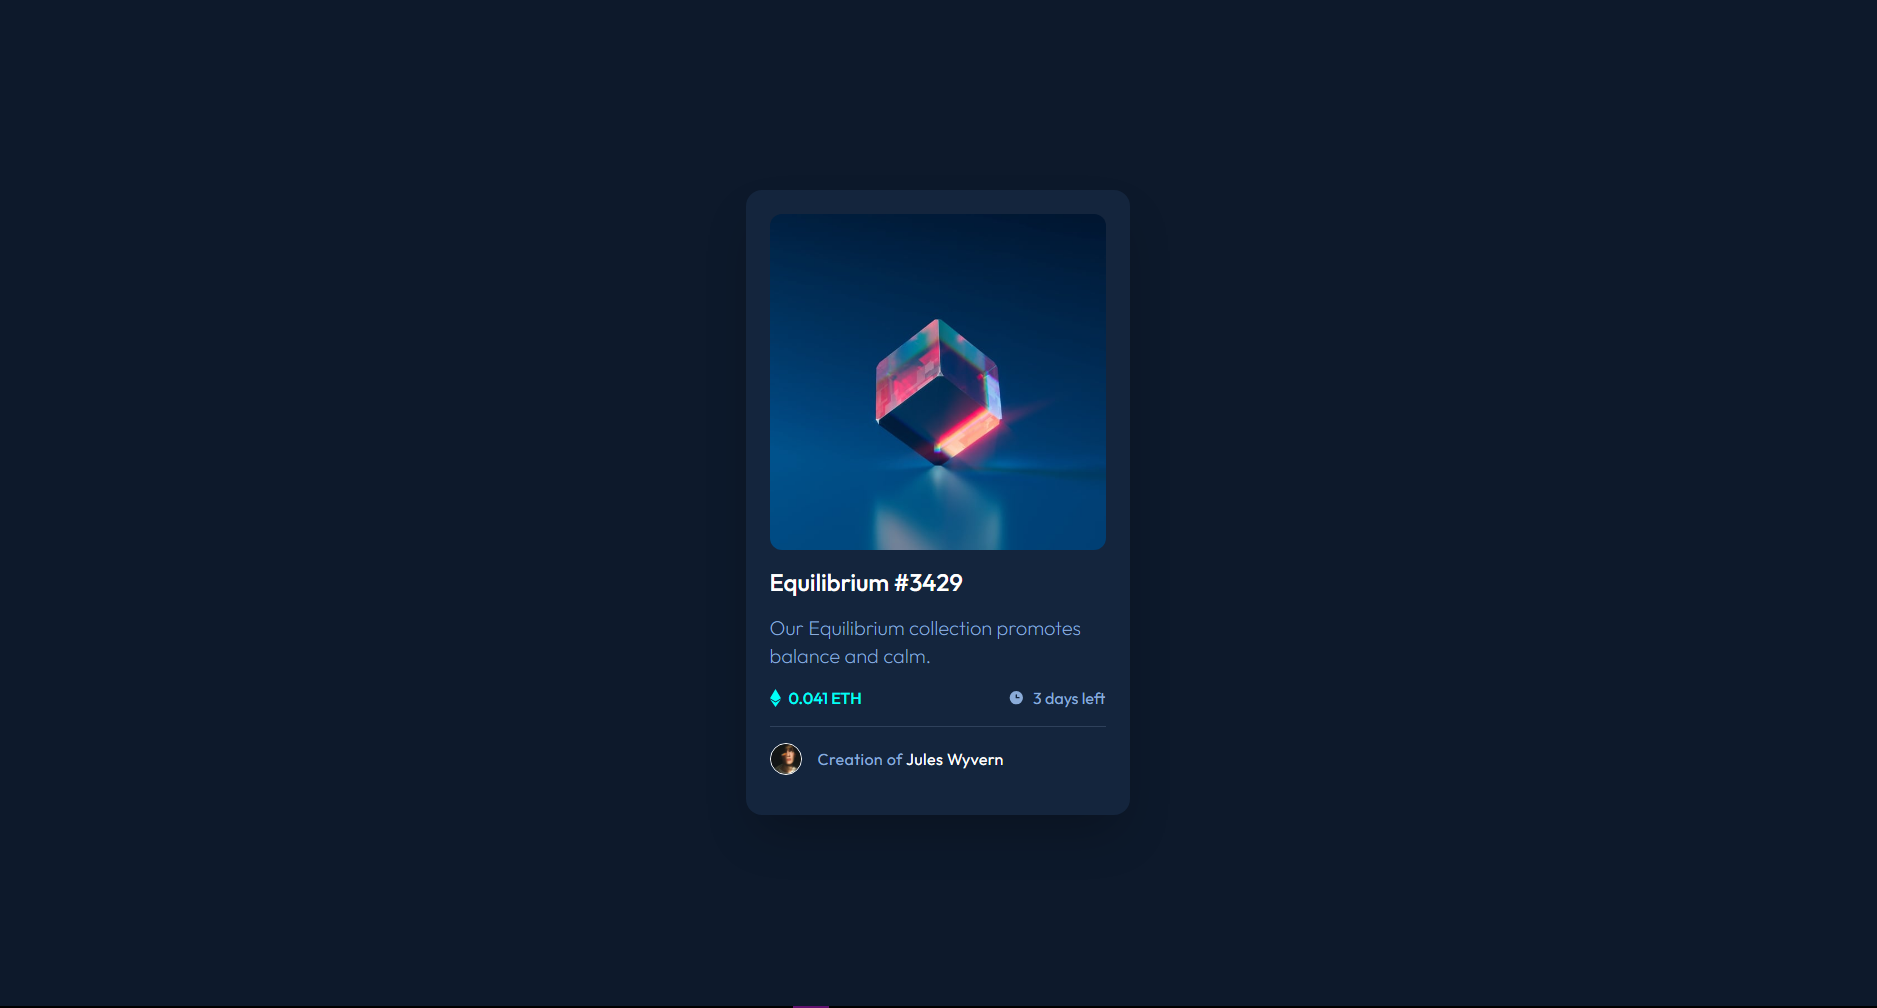 Equilibrium #3429
Our Equilibrium collection promotes
balance and calm.
0.041 ETH
3 days left
Creation of Jules Wyvern